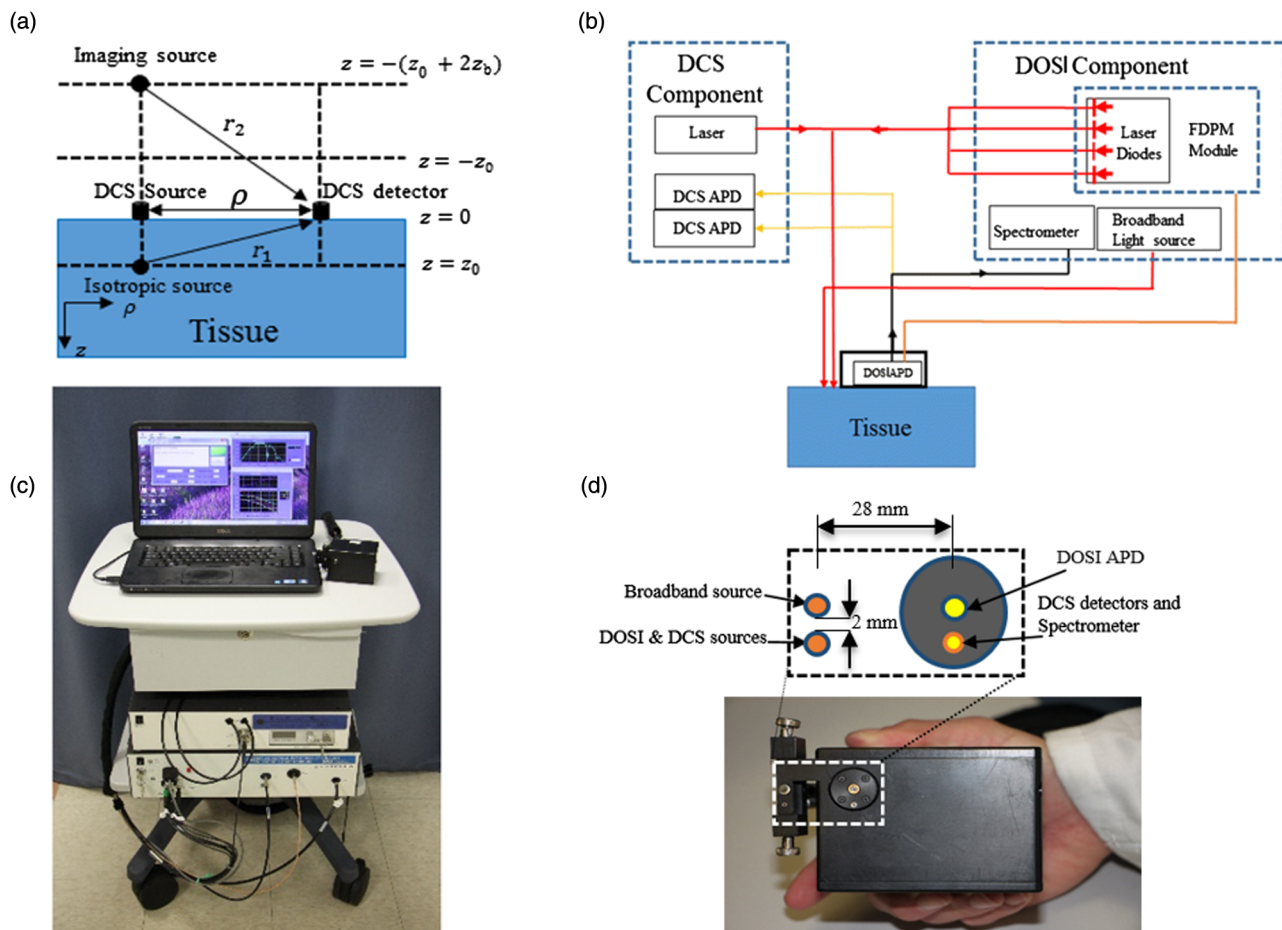 (a)
Imaging source
z = −(z₀ + 2z_b)
r₂
z = −z₀
DCS Source
ρ
DCS detector
z = 0
r₁
z = z₀
Isotropic source
ρ
Tissue
z
(b)
DCS
Component
Laser
DCS APD
DCS APD
DOSI Component
Laser
Diodes
FDPM
Module
Spectrometer
Broadband
Light source
DOSI APD
Tissue
(c)
DELL
(d)
28 mm
Broadband source
2 mm
DOSI & DCS sources
DOSI APD
DCS detectors and
Spectrometer